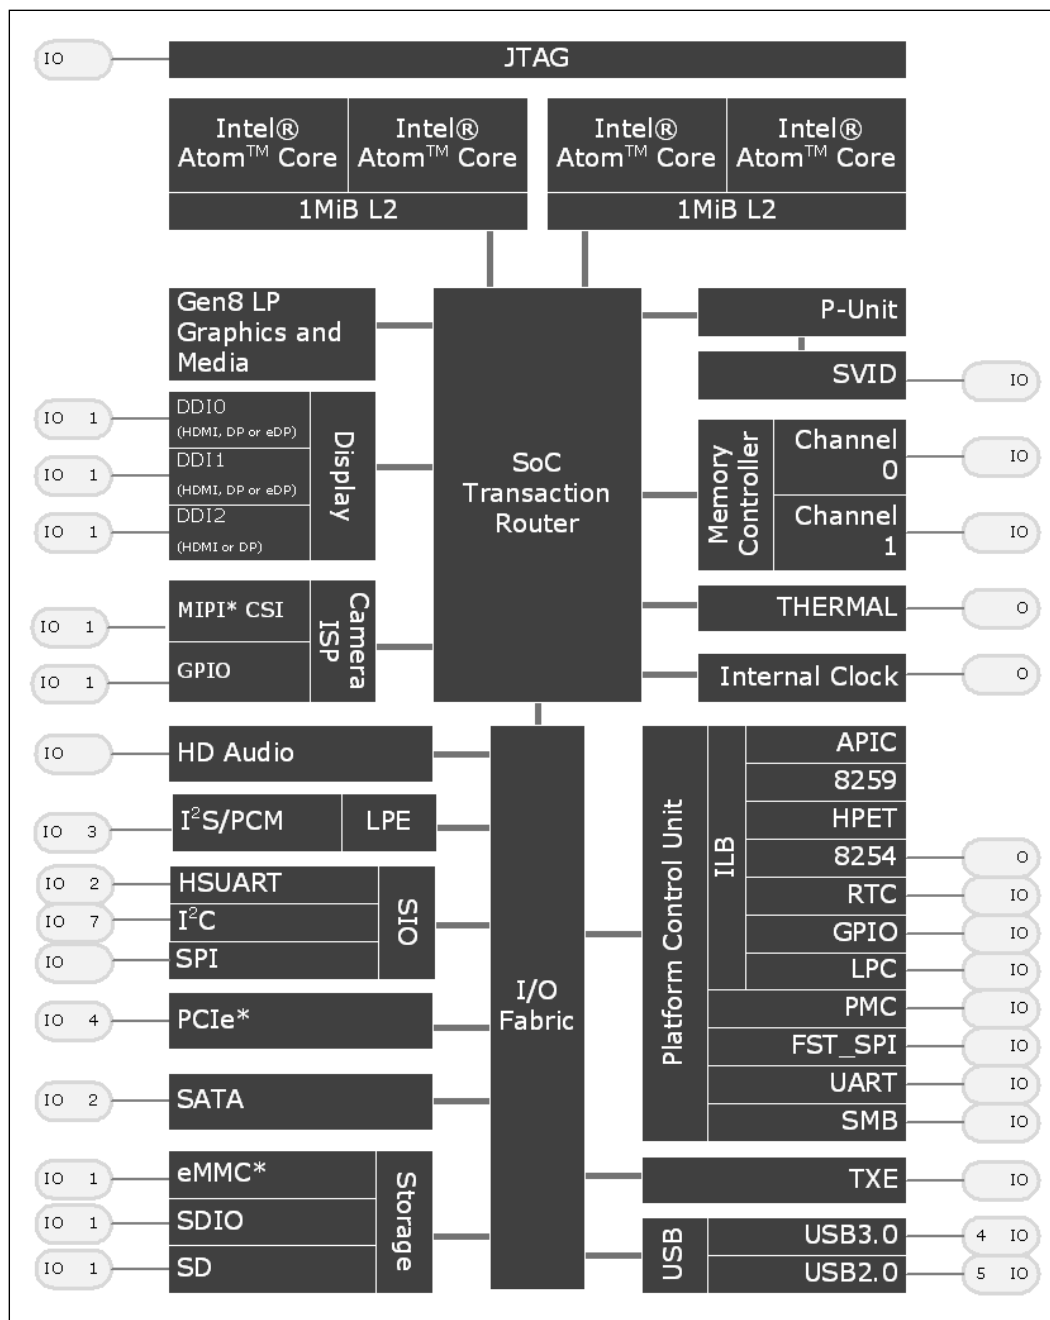 IO
JTAG
Intel®
Atom™ Core
Intel®
Atom™ Core
1MiB L2
Intel®
Atom™ Core
Intel®
Atom™ Core
1MiB L2
Gen8 LP
Graphics and
Media
IO 1
DDI0
(HDMI, DP or eDP)
IO 1
DDI1
(HDMI, DP or eDP)
IO 1
DDI2
(HDMI or DP)
Display
IO 1
MIPI* CSI
IO 1
GPIO
Camera
ISP
SoC
Transaction
Router
P-Unit
SVID
IO
Memory
Controller
Channel
0
IO
Channel
1
IO
THERMAL
O
Internal Clock
O
IO
HD Audio
IO 3
I²S/PCM
LPE
IO 2
HSUART
IO 7
I²C
IO
SPI
SIO
IO 4
PCIe*
IO 2
SATA
IO 1
eMMC*
IO 1
SDIO
IO 1
SD
Storage
I/O
Fabric
Platform Control Unit
ILB
APIC
8259
HPET
8254
O
RTC
IO
GPIO
IO
LPC
IO
PMC
IO
FST_SPI
IO
UART
IO
SMB
IO
TXE
IO
USB
USB3.0
4 IO
USB2.0
5 IO